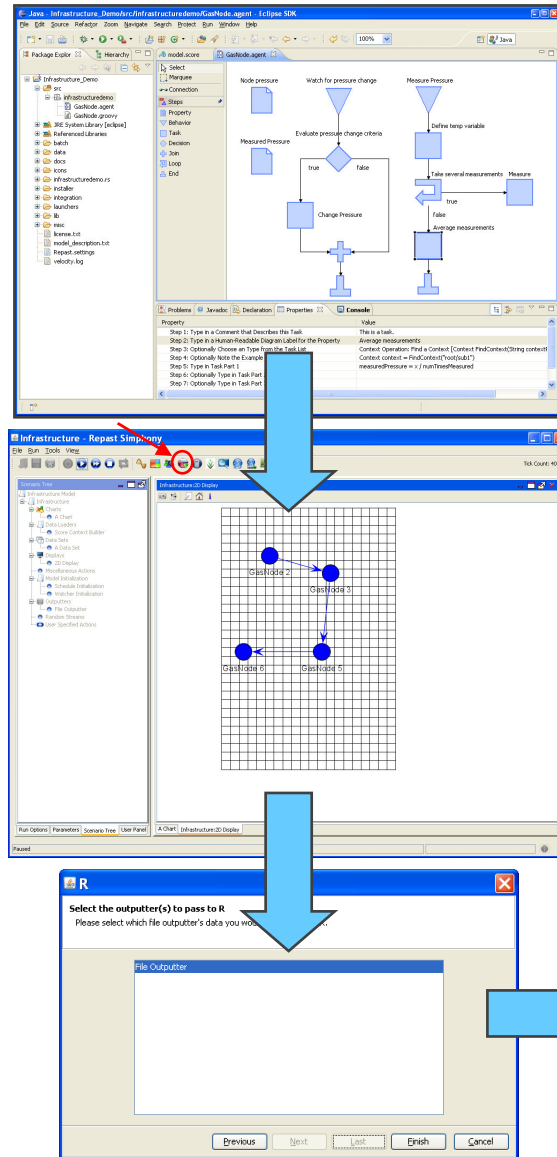 Java - Infrastructure_Demo/src/infrastructuredemo/GasNode.agent - Eclipse SDK
File Edit Source Refactor Zoom Navigate Search Project Run Window Help
100%
Java
Package Explor
Hierarchy
model.score
GasNode.agent
Infrastructure_Demo
src
infrastructuredemo
GasNode.agent
GasNode.groovy
JRE System Library [eclipse]
Referenced Libraries
batch
data
docs
icons
infrastructuredemo.rs
installer
integration
launchers
lib
misc
license.txt
model_description.txt
Repast.settings
velocity.log
Select
Marquee
Connection
Steps
Property
Behavior
Task
Decision
Join
Loop
End
Node pressure
Watch for pressure change
Measure Pressure
Define temp variable
Measured Pressure
Evaluate pressure change criteria
true
false
Take several measurements
Measure
true
false
Change Pressure
Average measurements
Problems
Javadoc
Declaration
Properties
Console
Property
Value
Step 1: Type in a Comment that Describes this Task
This is a task.
Step 2: Type in a Human-Readable Diagram Label for the Property
Average measurements
Step 3: Optionally Choose an Type from the Task List
Context Operation: Find a Context [Context FindContext(String
Step 4: Optionally Note the Example
Context context = FindContext("root/sub1")
Step 5: Type in Task Part 1
measuredPressure = x / numTimesMeasured
Step 6: Optionally Type in Task Part
Step 7: Optionally Type in Task Part
Infrastructure - Repast Simphony
File Run Tools View
Tick Count: 40
Scenario Tree
Infrastructure:2D Display
Infrastructure Model
Infrastructure
Charts
A Chart
Data Loaders
Score Context Builder
Data Sets
A Data Set
Displays
2D Display
Miscellaneous Actions
Model Initialization
Schedule Initialization
Watcher Initialization
Outputters
File Outputter
Random Streams
User Specified Actions
GasNode 2
GasNode 3
GasNode 6
GasNode 5
Run Options
Parameters
Scenario Tree
User Panel
A Chart
Infrastructure:2D Display
Paused
R
Select the outputter(s) to pass to R
Please select which file outputter's data you
File Outputter
Previous
Next
Last
Finish
Cancel